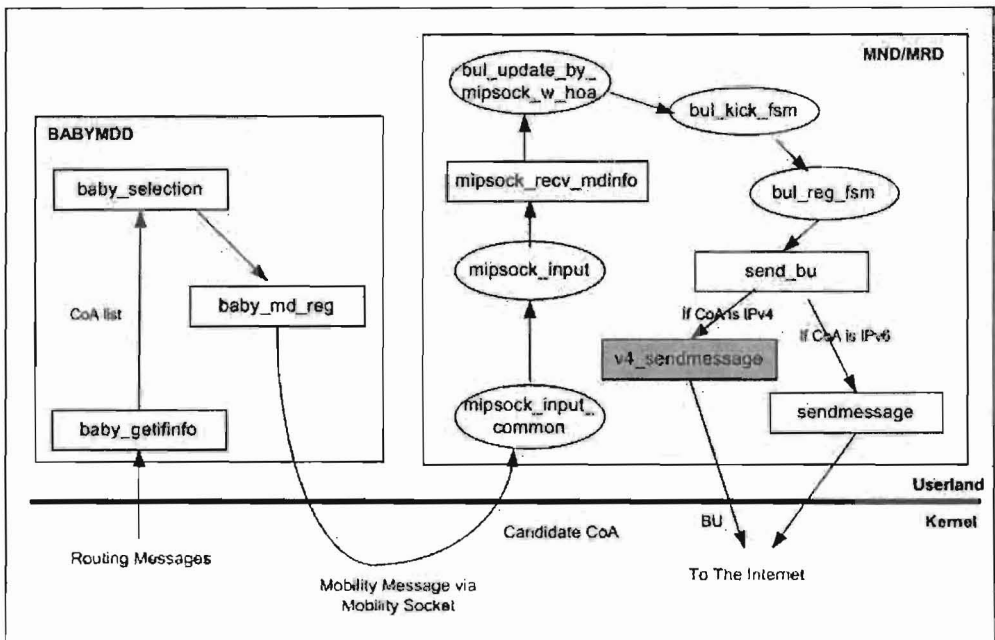 MND/MRD
bul_update_by_
mipsock_w_hoa
bul_kick_fsm
BABYMDD
baby_selection
mipsock_recv_mdinfo
bul_reg_fsm
mipsock_input
send_bu
CoA list
baby_md_reg
If CoA is IPv4
If CoA is IPv6
v4_sendmessage
mipsock_input_
common
sendmessage
baby_getifinfo
Userland
Kernel
Candidate CoA
BU
Routing Messages
To The Internet
Mobility Message via
Mobility Socket